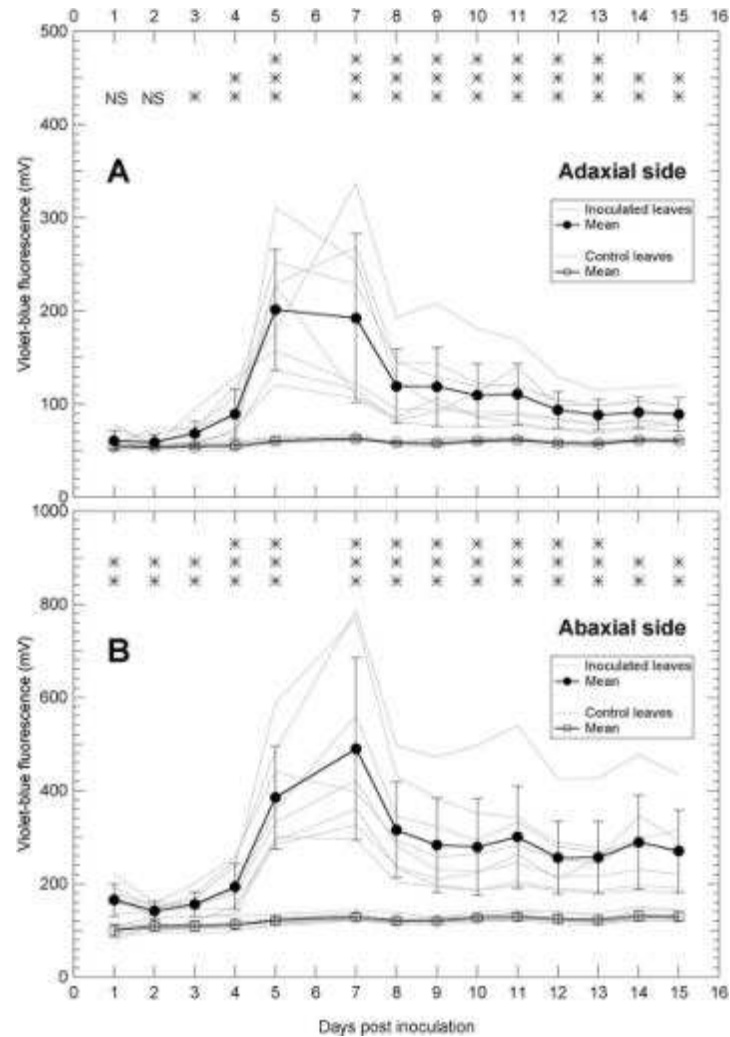 0 1 2 3 4 5 6 7 8 9 10 11 12 13 14 15 16
500
400
300
200
100
0
Violet-blue fluorescence (mV)
NS NS * * * * * * * * * * * *
A
Adaxial side
Inoculated leaves
Mean
Control leaves
Mean
1000
800
600
400
200
0
Violet-blue fluorescence (mV)
B
Abaxial side
Inoculated leaves
Mean
Control leaves
Mean
0 1 2 3 4 5 6 7 8 9 10 11 12 13 14 15 16
Days post inoculation